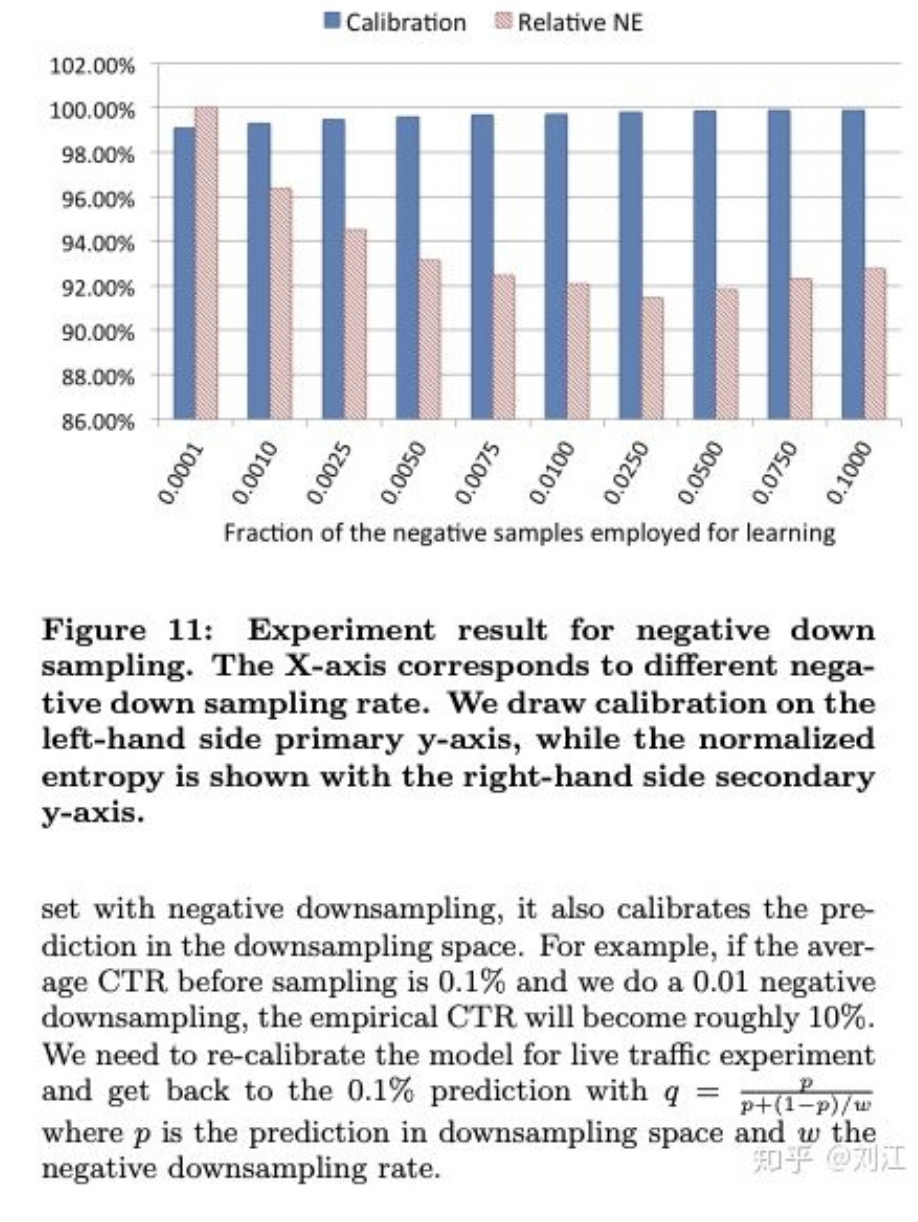 Calibration Relative NE
102.00%
100.00%
98.00%
96.00%
94.00%
92.00%
90.00%
88.00%
86.00%
0.0001 0.0010 0.0025 0.0050 0.0075 0.0100 0.0250 0.0500 0.0750 0.1000
Fraction of the negative samples employed for learning
Figure 11: Experiment result for negative down
sampling. The X-axis corresponds to different nega-
tive down sampling rate. We draw calibration on the
left-hand side primary y-axis, while the normalized
entropy is shown with the right-hand side secondary
y-axis.
set with negative downsampling, it also calibrates the pre-
diction in the downsampling space. For example, if the aver-
age CTR before sampling is 0.1% and we do a 0.01 negative
downsampling, the empirical CTR will become roughly 10%.
We need to re-calibrate the model for live traffic experiment
and get back to the 0.1% prediction with q = p/(p+(1−p)/w)
where p is the prediction in downsampling space and w the
negative downsampling rate.
知乎 @刘江